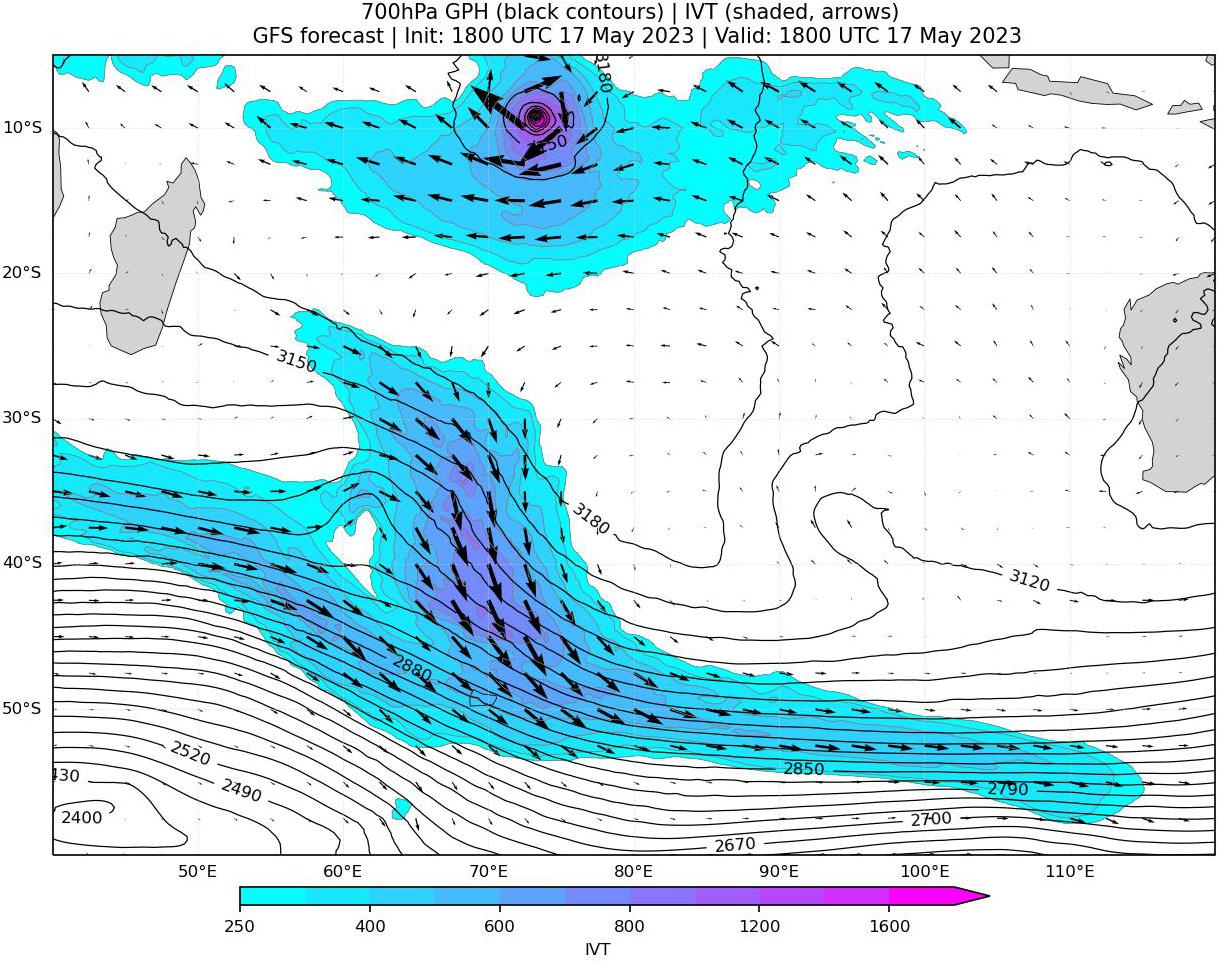 700hPa GPH (black contours) | IVT (shaded, arrows)
GFS forecast | Init: 1800 UTC 17 May 2023 | Valid: 1800 UTC 17 May 2023
3180
10°S
20°S
3150
30°S
3180
40°S
3120
2880
50°S
2520
2850
430
2490
2790
2400
2700
2670
50°E
60°E
70°E
80°E
90°E
100°E
110°E
250
400
600
800
1200
1600
IVT